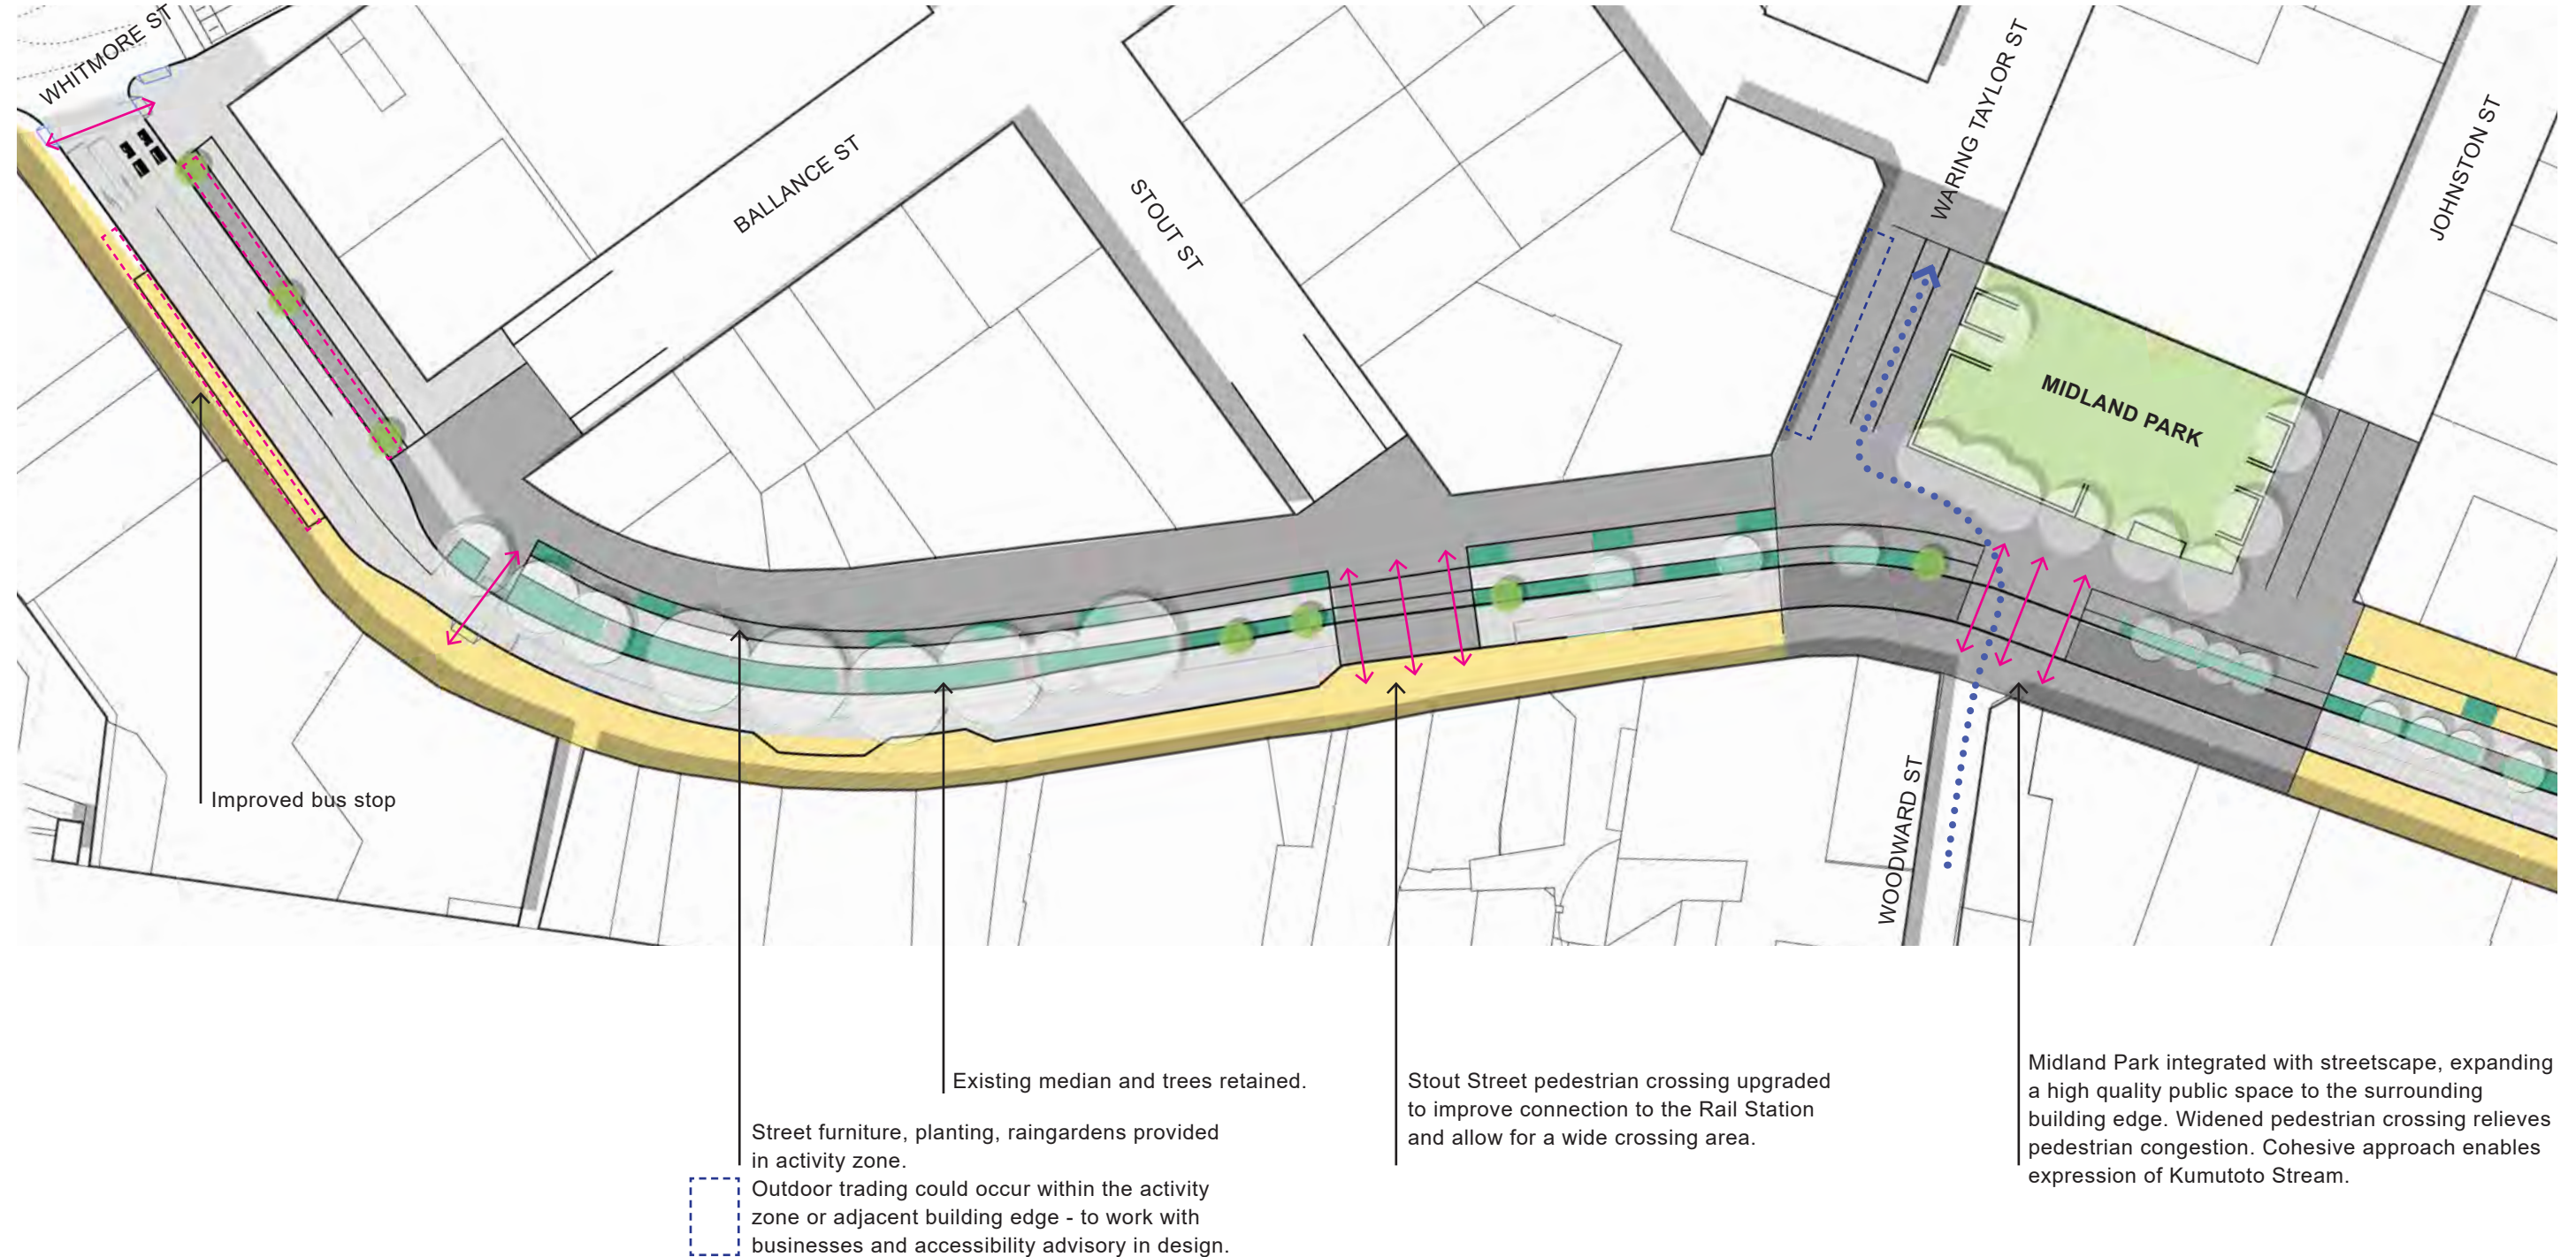 WHITMORE ST
BALLANCE ST
STOUT ST
WARING TAYLOR ST
JOHNSTON ST
MIDLAND PARK
WOODWARD ST
Improved bus stop
Existing median and trees retained.
Street furniture, planting, raingardens provided
in activity zone.
Outdoor trading could occur within the activity
zone or adjacent building edge - to work with
businesses and accessibility advisory in design.
Stout Street pedestrian crossing upgraded
to improve connection to the Rail Station
and allow for a wide crossing area.
Midland Park integrated with streetscape, expanding
a high quality public space to the surrounding
building edge. Widened pedestrian crossing relieves
pedestrian congestion. Cohesive approach enables
expression of Kumutoto Stream.